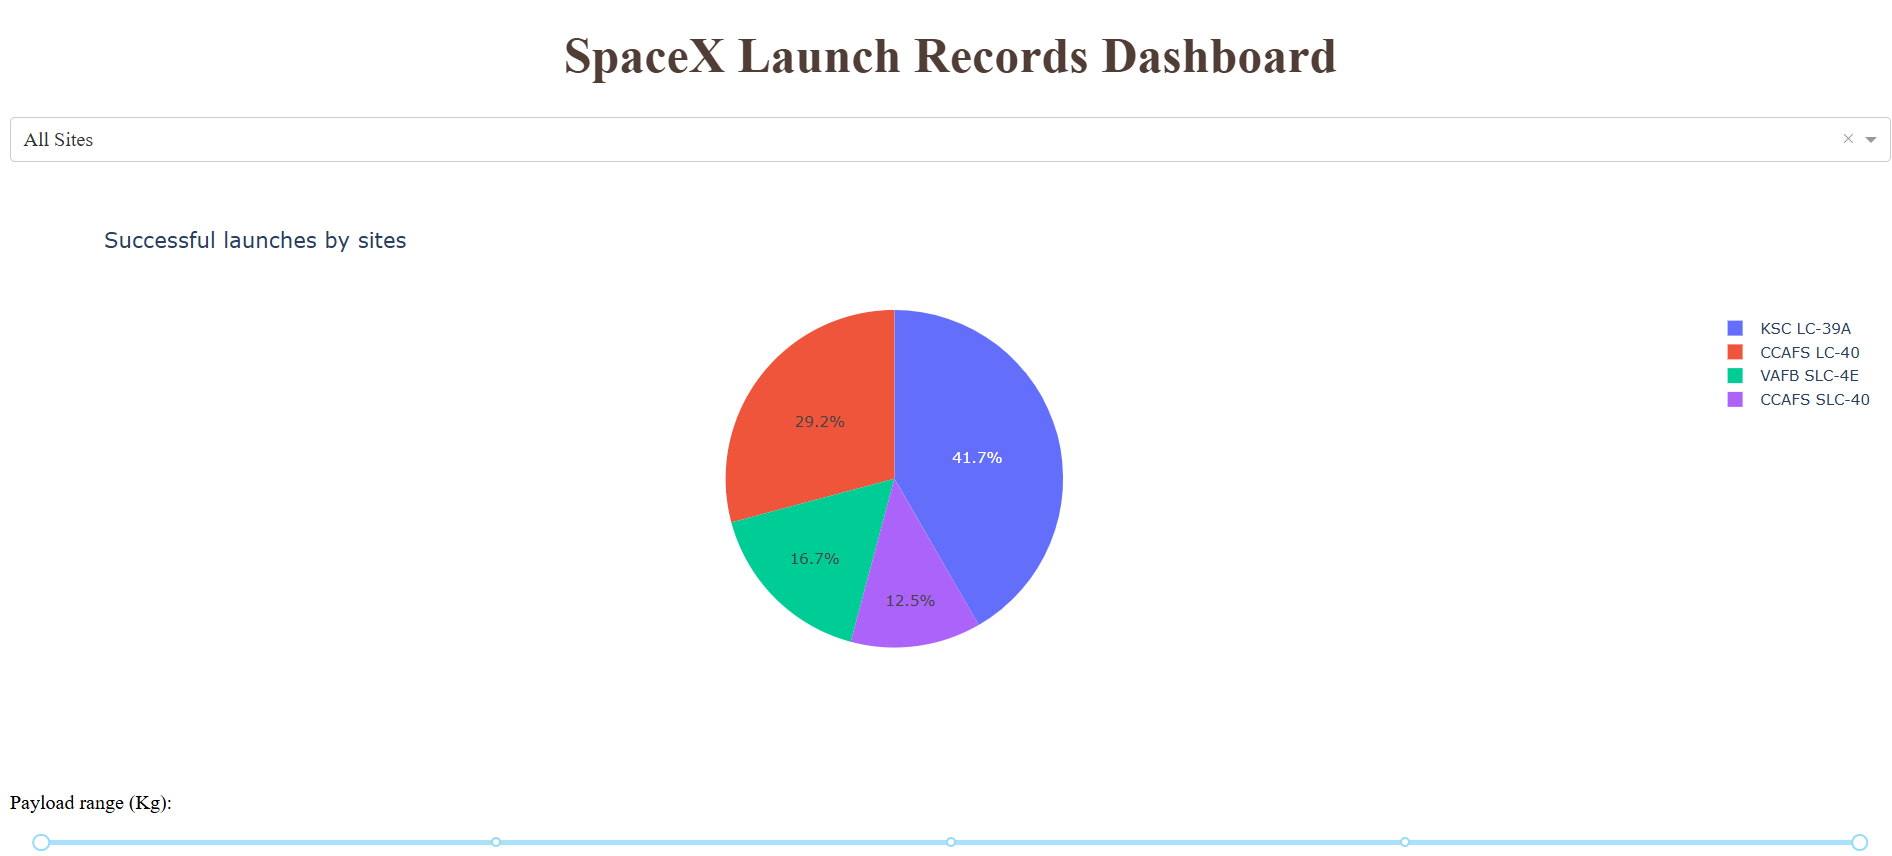 SpaceX Launch Records Dashboard
All Sites
Successful launches by sites
KSC LC-39A
CCAFS LC-40
VAFB SLC-4E
CCAFS SLC-40
29.2%
41.7%
16.7%
12.5%
Payload range (Kg):